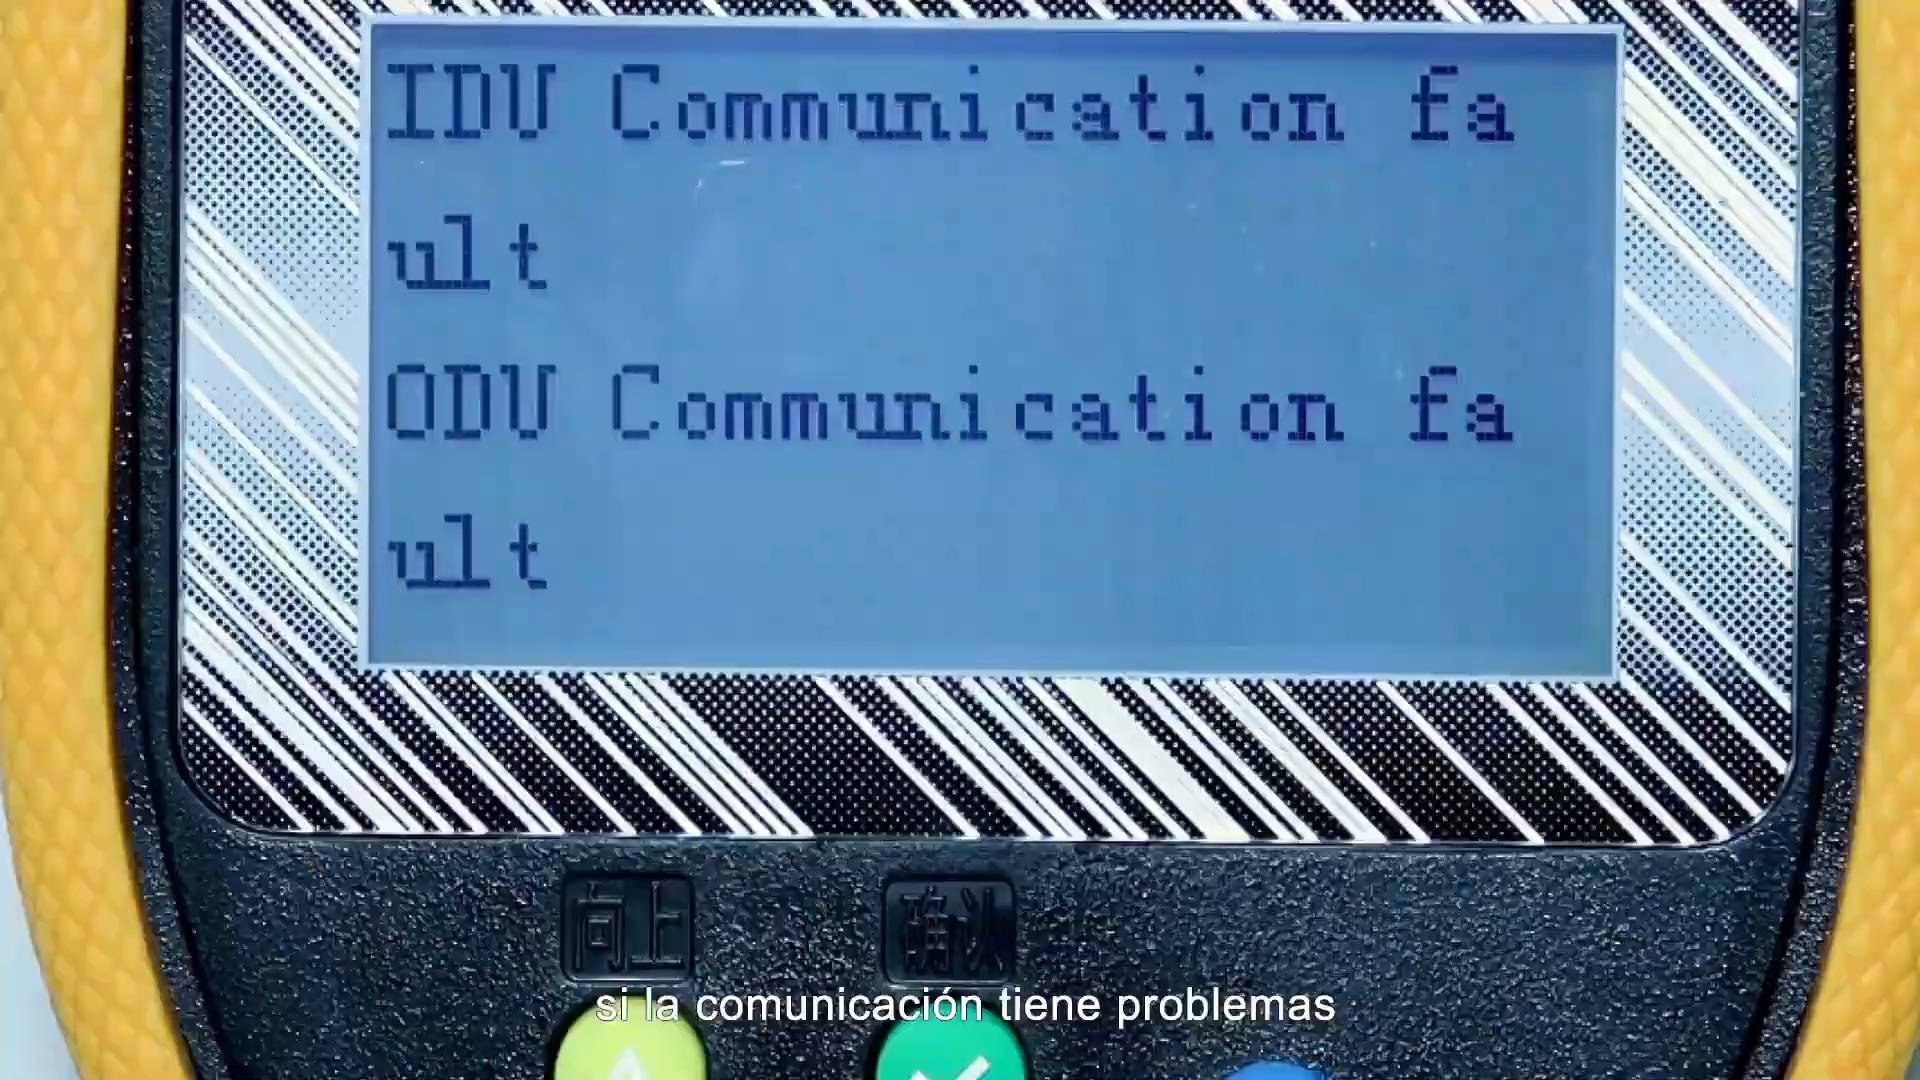 IDU Communication fa
ult
ODU Communication fa
ult
向上
确认
si la comunicación tiene problemas